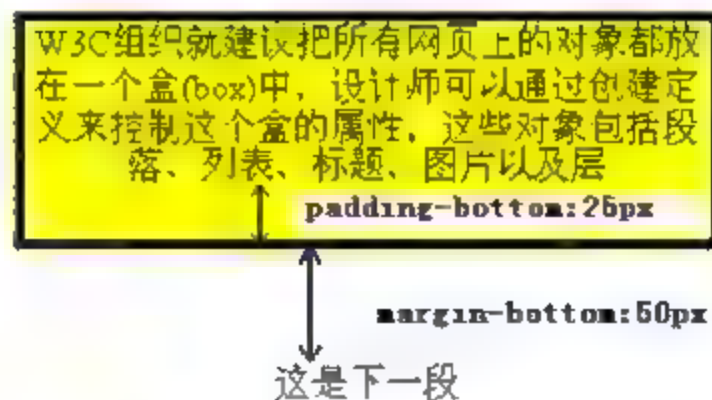 W3C组织就建议把所有网页上的对象都放
在一个盒(box)中，设计师可以通过创建定
义来控制这个盒的属性，这些对象包括段
落、列表、标题、图片以及层
padding-bottom:25px
margin-bottom:50px
这是下一段